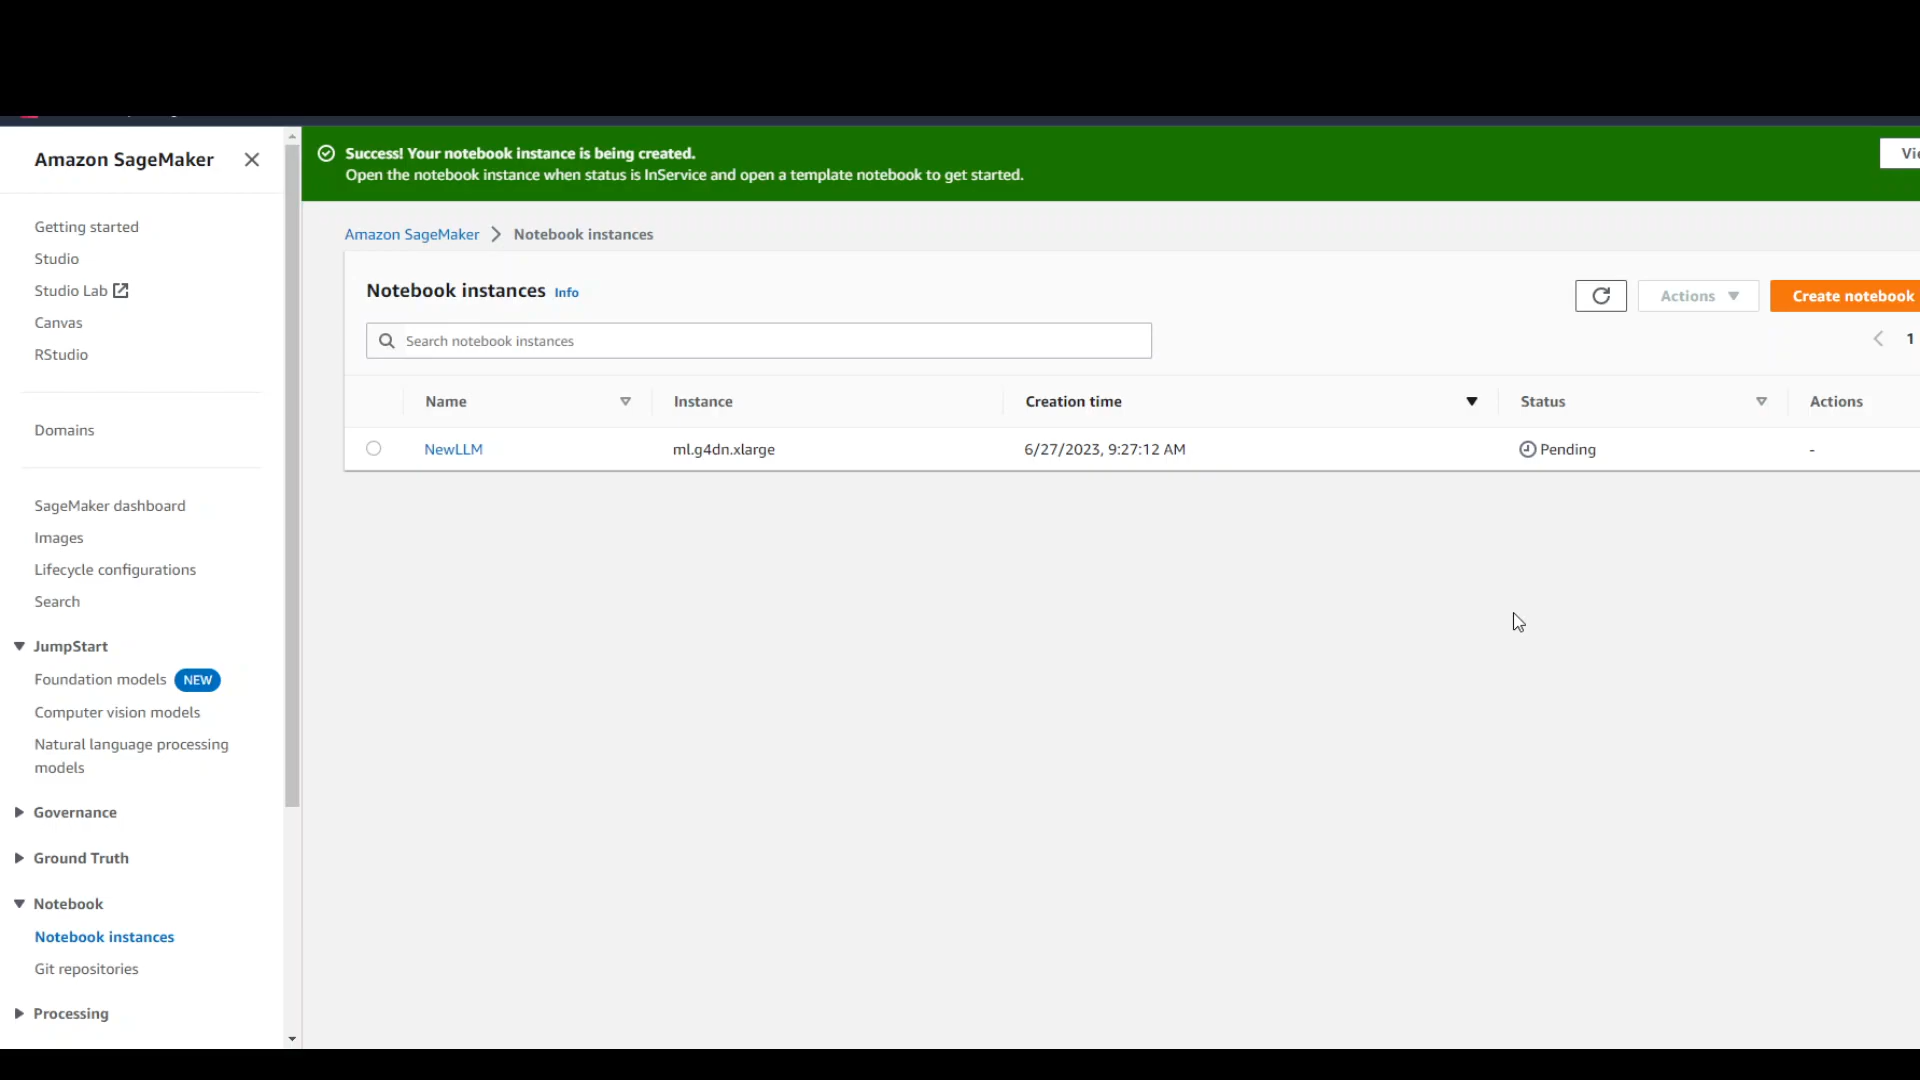 Amazon SageMaker
Getting started
Studio
Studio Lab
Canvas
RStudio
Domains
SageMaker dashboard
Images
Lifecycle configurations
Search
JumpStart
Foundation models NEW
Computer vision models
Natural language processing
models
Governance
Ground Truth
Notebook
Notebook instances
Git repositories
Processing
Success! Your notebook instance is being created.
Open the notebook instance when status is InService and open a template notebook to get started.
Amazon SageMaker Notebook instances
Notebook instances Info
Actions
Create notebook
Search notebook instances
1
Name Instance Creation time Status Actions
NewLLM ml.g4dn.xlarge 6/27/2023, 9:27:12 AM Pending -